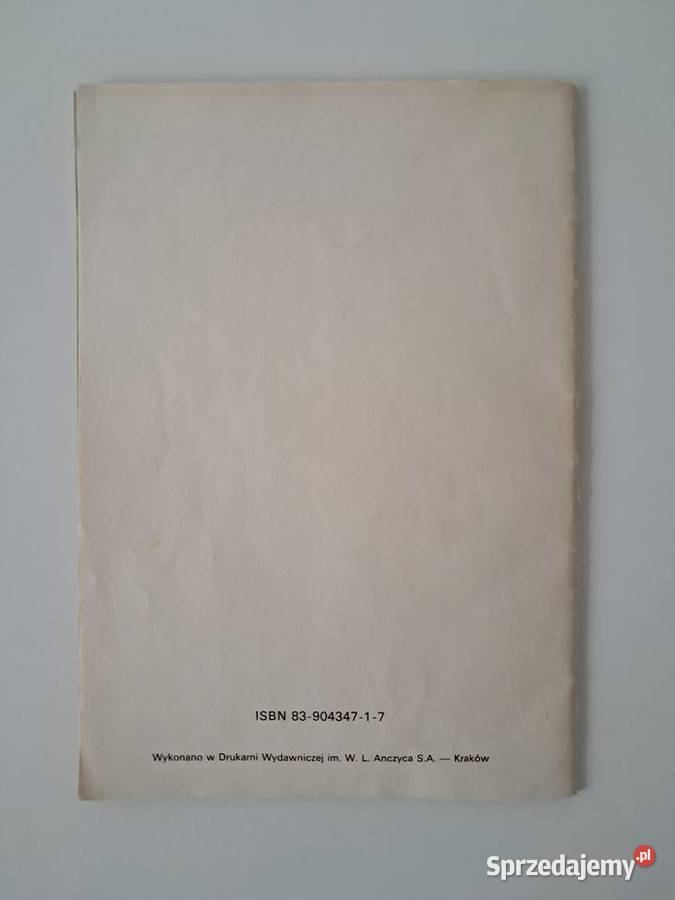 ISBN 83-904347-1-7
Wykonano w Drukarni Wydawniczej im. W. L. Anczyca S.A. — Kraków
Sprzedajemy.pl